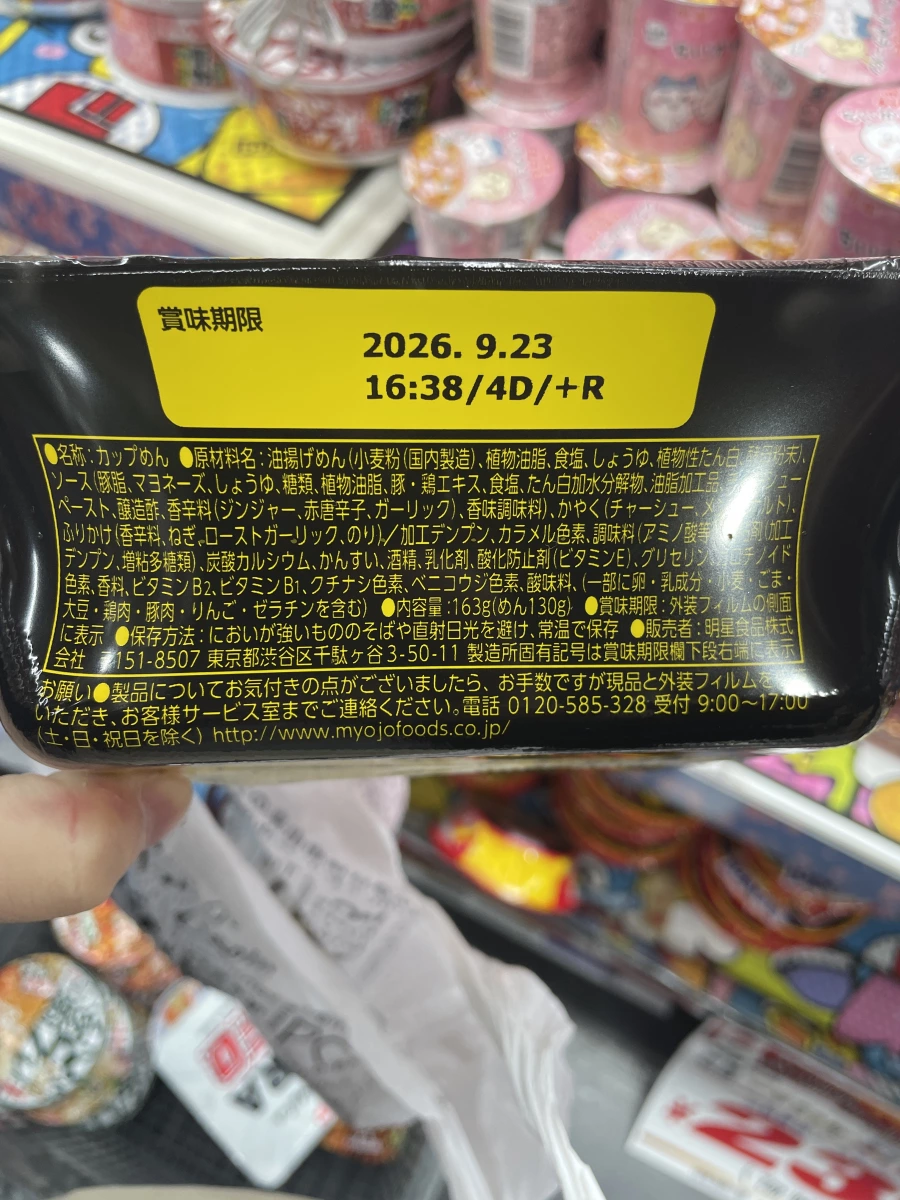 賞味期限
2026. 9.23
16:38/4D/+R
●名称:カップめん ●原材料名:油揚げめん(小麦粉(国内製造)、植物油脂、食塩、しょうゆ、植物性たん白、
ソース(豚脂、マヨネーズ、しょうゆ、糖類、植物油脂、豚・鶏エキス、食塩、たん白加水分解物、油脂加工品
ペースト、醸造酢、香辛料(ジンジャー、赤唐辛子、ガーリック)、香味調味料)、かやく(チャーシュー、
ふりかけ(香辛料、ねぎ、ローストガーリック、のり)/加工デンプン、カラメル色素、調味料(アミノ酸等)、
デンプン、増粘多糖類)、炭酸カルシウム、かんすい、酒精、乳化剤、酸化防止剤(ビタミンE)、グリセリン、
色素、香料、ビタミンB2、ビタミンB1、クチナシ色素、ベニコウジ色素、酸味料、(一部に卵・乳成分・小麦・ごま・
大豆・鶏肉・豚肉・りんご・ゼラチンを含む) ●内容量:163g(めん130g) ●賞味期限:外装フィルムの側面
に表示 ●保存方法:においが強いもののそばや直射日光を避け、常温で保存 ●販売者:明星食品株式
会社 〒151-8507 東京都渋谷区千駄ヶ谷3-50-11 製造所固有記号は賞味期限欄下段右端に表示
お願い●製品についてお気付きの点がございましたら、お手数ですが現品と外装フィルムを
いただき、お客様サービス室までご連絡ください。電話 0120-585-328 受付 9:00~17:00
(土・日・祝日を除く) http://www.myojofoods.co.jp/